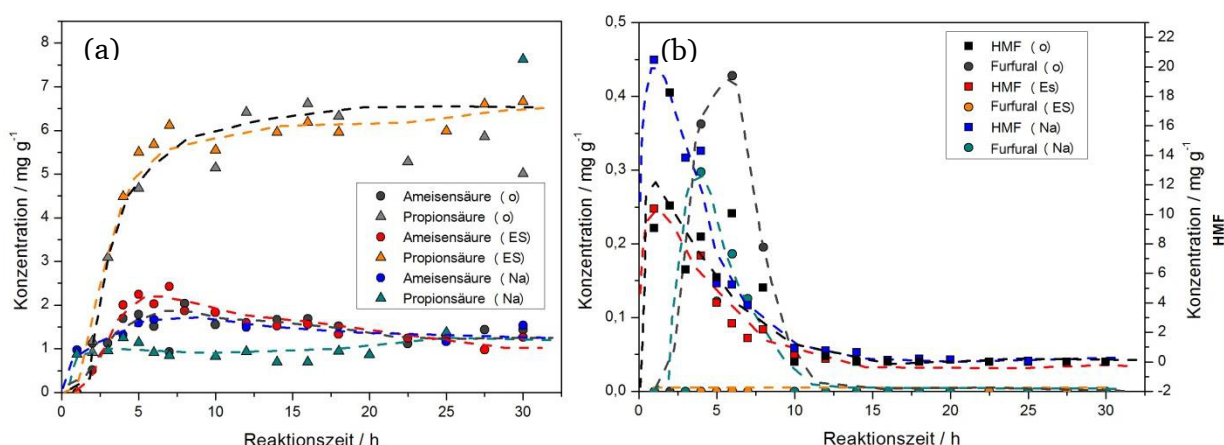 (a)
Konzentration / mg g⁻¹
8
7
6
5
4
3
2
1
0
Ameisensäure (o)
Propionsäure (o)
Ameisensäure (ES)
Propionsäure (ES)
Ameisensäure (Na)
Propionsäure (Na)
0 5 10 15 20 25 30
Reaktionszeit / h
(b)
Konzentration / mg g⁻¹
0,5
0,4
0,3
0,2
0,1
0,0
HMF (o)
Furfural (o)
HMF (Es)
Furfural (ES)
HMF (Na)
Furfural (Na)
22
20
18
16
14
12
10
8
6
4
2
0
-2
Konzentration / mg g⁻¹
HMF
0 5 10 15 20 25 30
Reaktionszeit / h